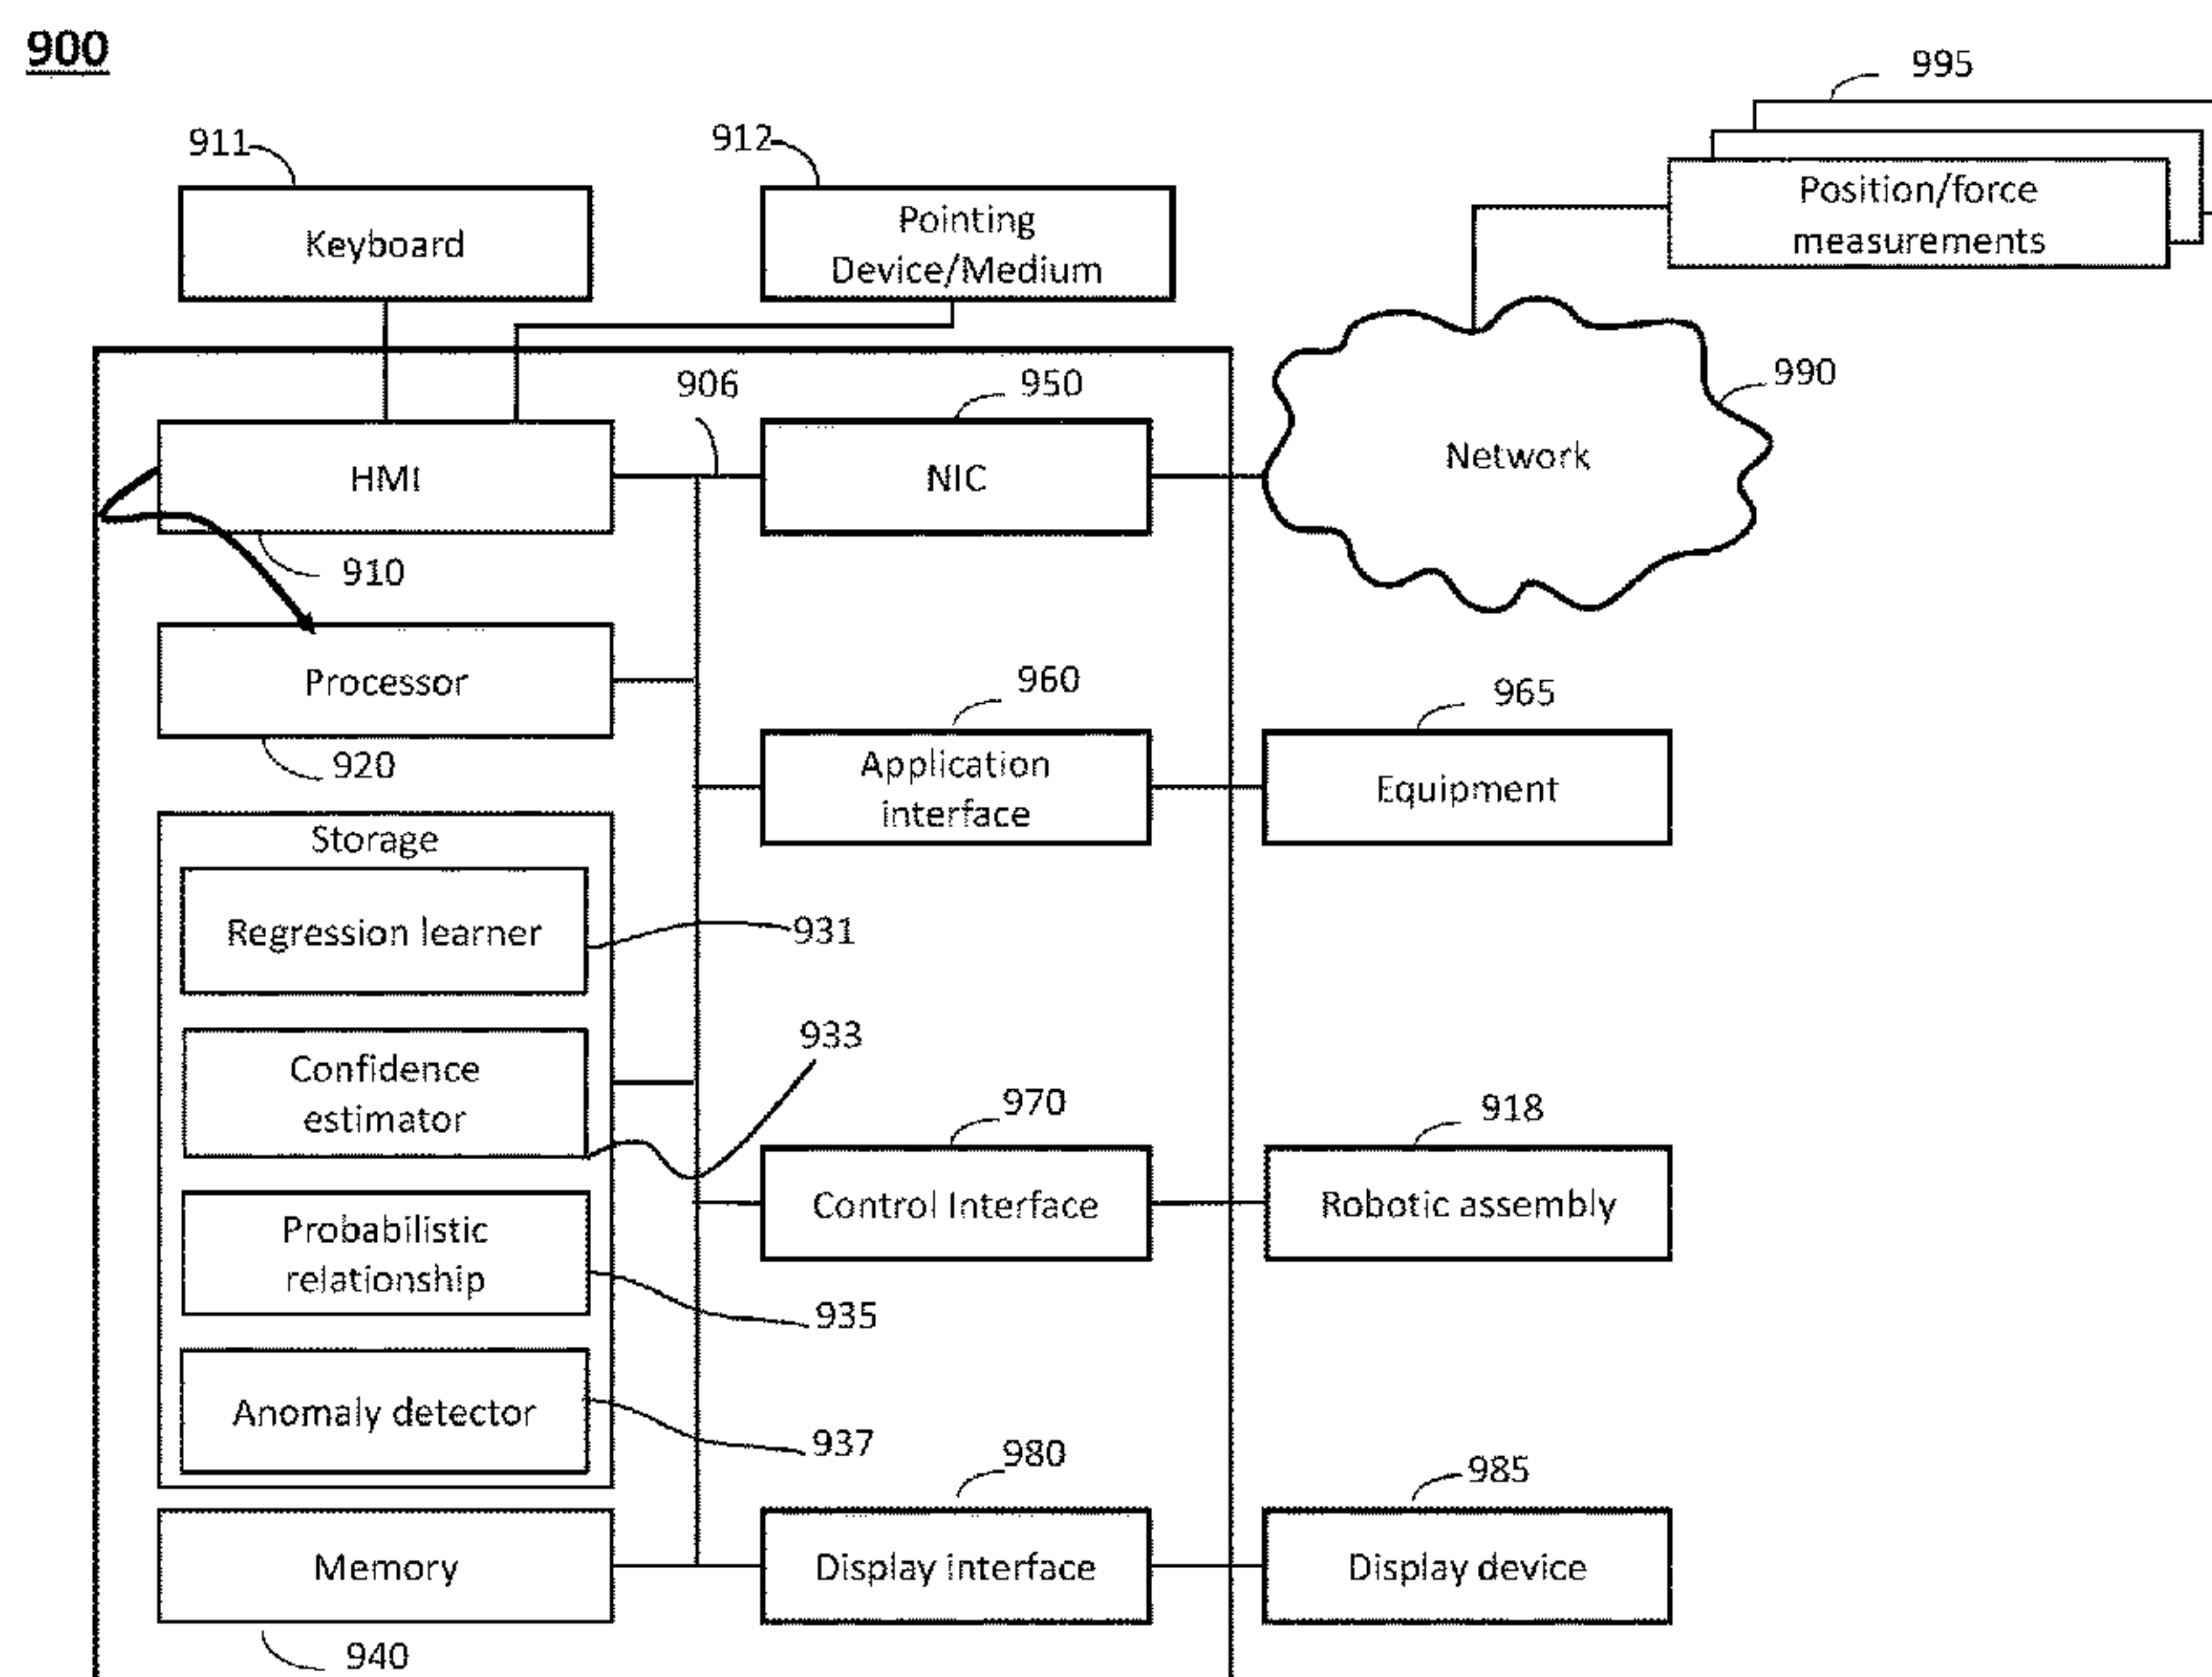 900
995
911
912
Keyboard
Pointing
Device/Medium
Position/force
measurements
906
950
990
HMI
NIC
Network
910
Processor
920
960
965
Application
interface
Equipment
Storage
Regression learner
931
933
Confidence
estimator
970
918
Control Interface
Robotic assembly
Probabilistic
relationship
935
Anomaly detector
937
980
985
Memory
Display interface
Display device
940